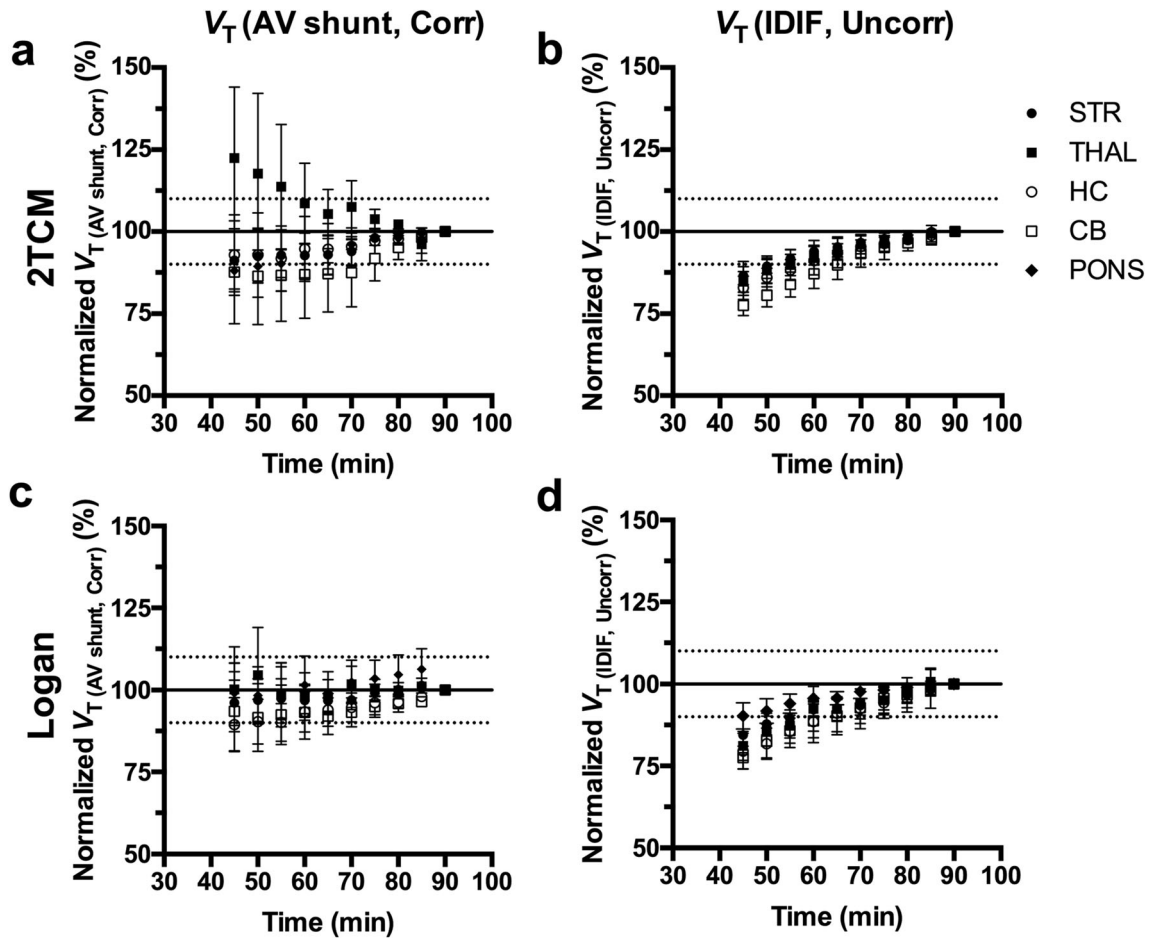 VT (AV shunt, Corr)
VT (IDIF, Uncorr)
a
2TCM
Normalized VT (AV shunt, Corr) (%)
150
125
100
75
50
30 40 50 60 70 80 90 100
Time (min)
b
Normalized VT (IDIF, Uncorr) (%)
150
125
100
75
50
30 40 50 60 70 80 90 100
Time (min)
STR
THAL
HC
CB
PONS
c
Logan
Normalized VT (AV shunt, Corr) (%)
150
125
100
75
50
30 40 50 60 70 80 90 100
Time (min)
d
Normalized VT (IDIF, Uncorr) (%)
150
125
100
75
50
30 40 50 60 70 80 90 100
Time (min)